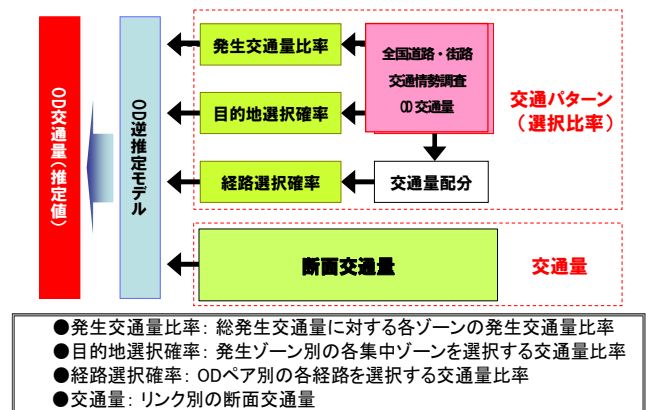 OD交通量(推定値)
OD逆推定モデル
発生交通量比率
目的地選択確率
経路選択確率
全国道路・街路
交通情勢調査
OD交通量
交通量配分
交通パターン
(選択比率)
断面交通量
交通量
●発生交通量比率: 総発生交通量に対する各ゾーンの発生交通量比率
●目的地選択確率: 発生ゾーン別の各集中ゾーンを選択する交通量比率
●経路選択確率: ODペア別の各経路を選択する交通量比率
●交通量: リンク別の断面交通量